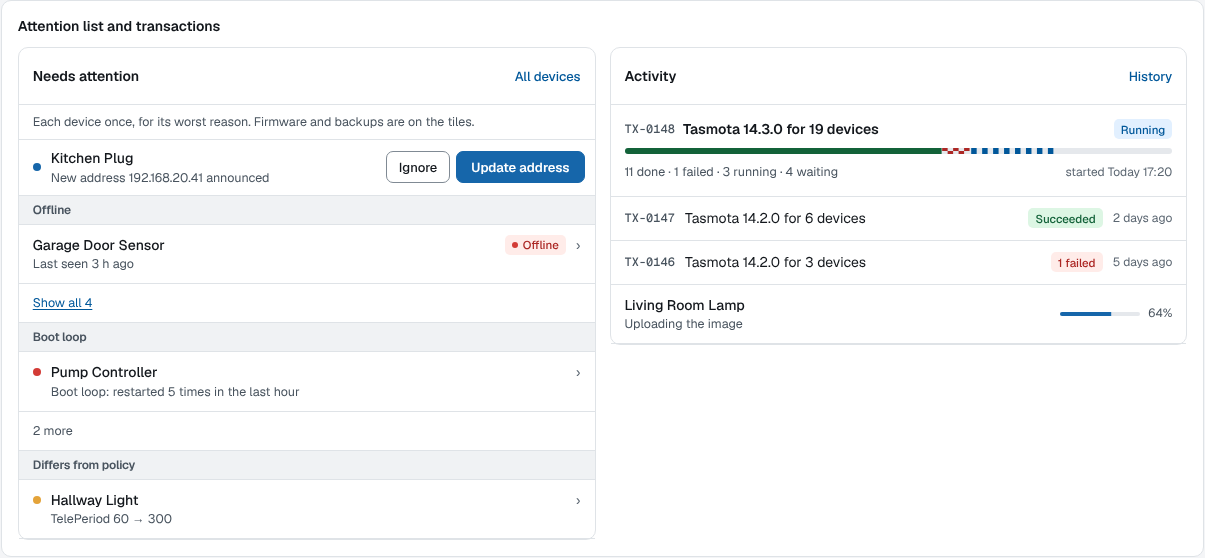 Attention list and transactions
Needs attention
All devices
Each device once, for its worst reason. Firmware and backups are on the tiles.
Kitchen Plug
New address 192.168.20.41 announced
Ignore
Update address
Offline
Garage Door Sensor
Last seen 3 h ago
Offline
Show all 4
Boot loop
Pump Controller
Boot loop: restarted 5 times in the last hour
2 more
Differs from policy
Hallway Light
TelePeriod 60 → 300
Activity
History
TX-0148 Tasmota 14.3.0 for 19 devices
Running
11 done · 1 failed · 3 running · 4 waiting
started Today 17:20
TX-0147 Tasmota 14.2.0 for 6 devices
Succeeded
2 days ago
TX-0146 Tasmota 14.2.0 for 3 devices
1 failed
5 days ago
Living Room Lamp
Uploading the image
64%